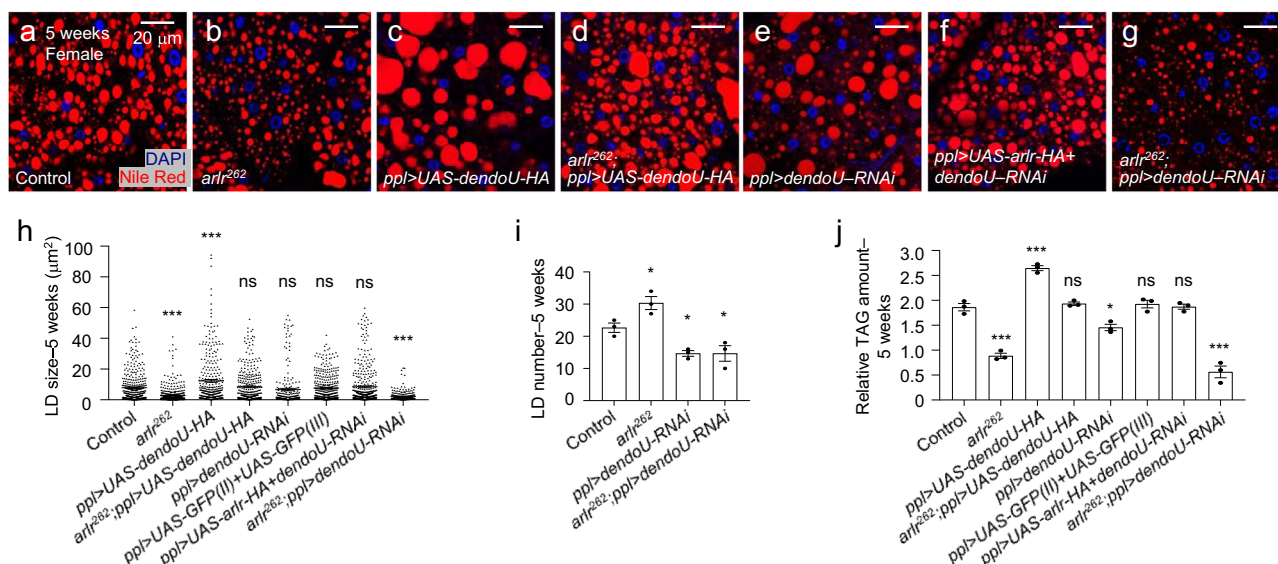 a
5 weeks
Female
20 μm
DAPI
Nile Red
Control
b
arlr²⁶²
c
ppl>UAS-dendoU-HA
d
arlr²⁶²;
ppl>UAS-dendoU-HA
e
ppl>dendoU–RNAi
f
ppl>UAS-arlr-HA+
dendoU–RNAi
g
arlr²⁶²;
ppl>dendoU–RNAi
h
LD size–5 weeks (μm²)
100
80
60
40
20
0
***
***
ns
ns
ns
ns
***
Control
arlr²⁶²
ppl>UAS-dendoU-HA
arlr²⁶²;ppl>UAS-dendoU-HA
ppl>dendoU-RNAi
ppl>UAS-GFP(II)+UAS-GFP(III)
ppl>UAS-arlr-HA+dendoU-RNAi
arlr²⁶²;ppl>dendoU-RNAi
i
LD number–5 weeks
40
30
20
10
0
*
*
*
Control
arlr²⁶²
ppl>dendoU-RNAi
arlr²⁶²;ppl>dendoU-RNAi
j
Relative TAG amount–
5 weeks
3.0
2.5
2.0
1.5
1.0
0.5
0.0
***
***
ns
*
ns
ns
***
Control
arlr²⁶²
ppl>UAS-dendoU-HA
arlr²⁶²;ppl>UAS-dendoU-HA
ppl>dendoU-RNAi
ppl>UAS-GFP(II)+UAS-GFP(III)
ppl>UAS-arlr-HA+dendoU-RNAi
arlr²⁶²;ppl>dendoU-RNAi